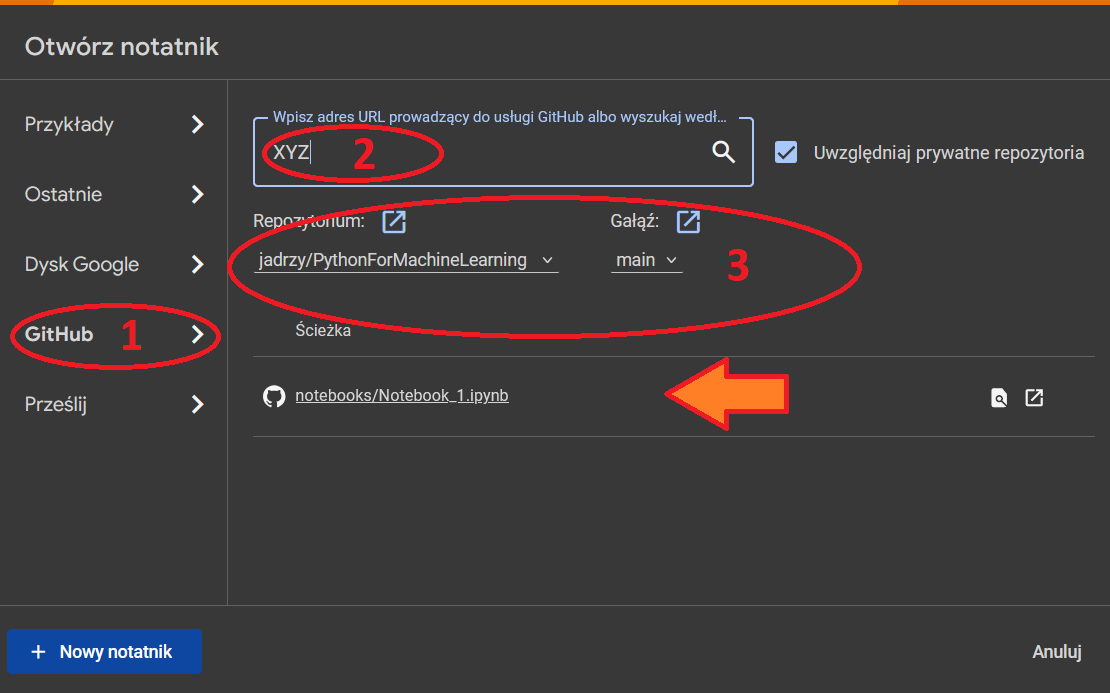 Otwórz notatnik
Przykłady
Ostatnie
Dysk Google
GitHub 1
Prześlij
Wpisz adres URL prowadzący do usługi GitHub albo wyszukaj wedł...
XYZ 2
Uwzględniaj prywatne repozytoria
Repozytorium: Gałąź:
jadrzy/PythonForMachineLearning main 3
Ścieżka
notebooks/Notebook_1.ipynb
+ Nowy notatnik
Anuluj